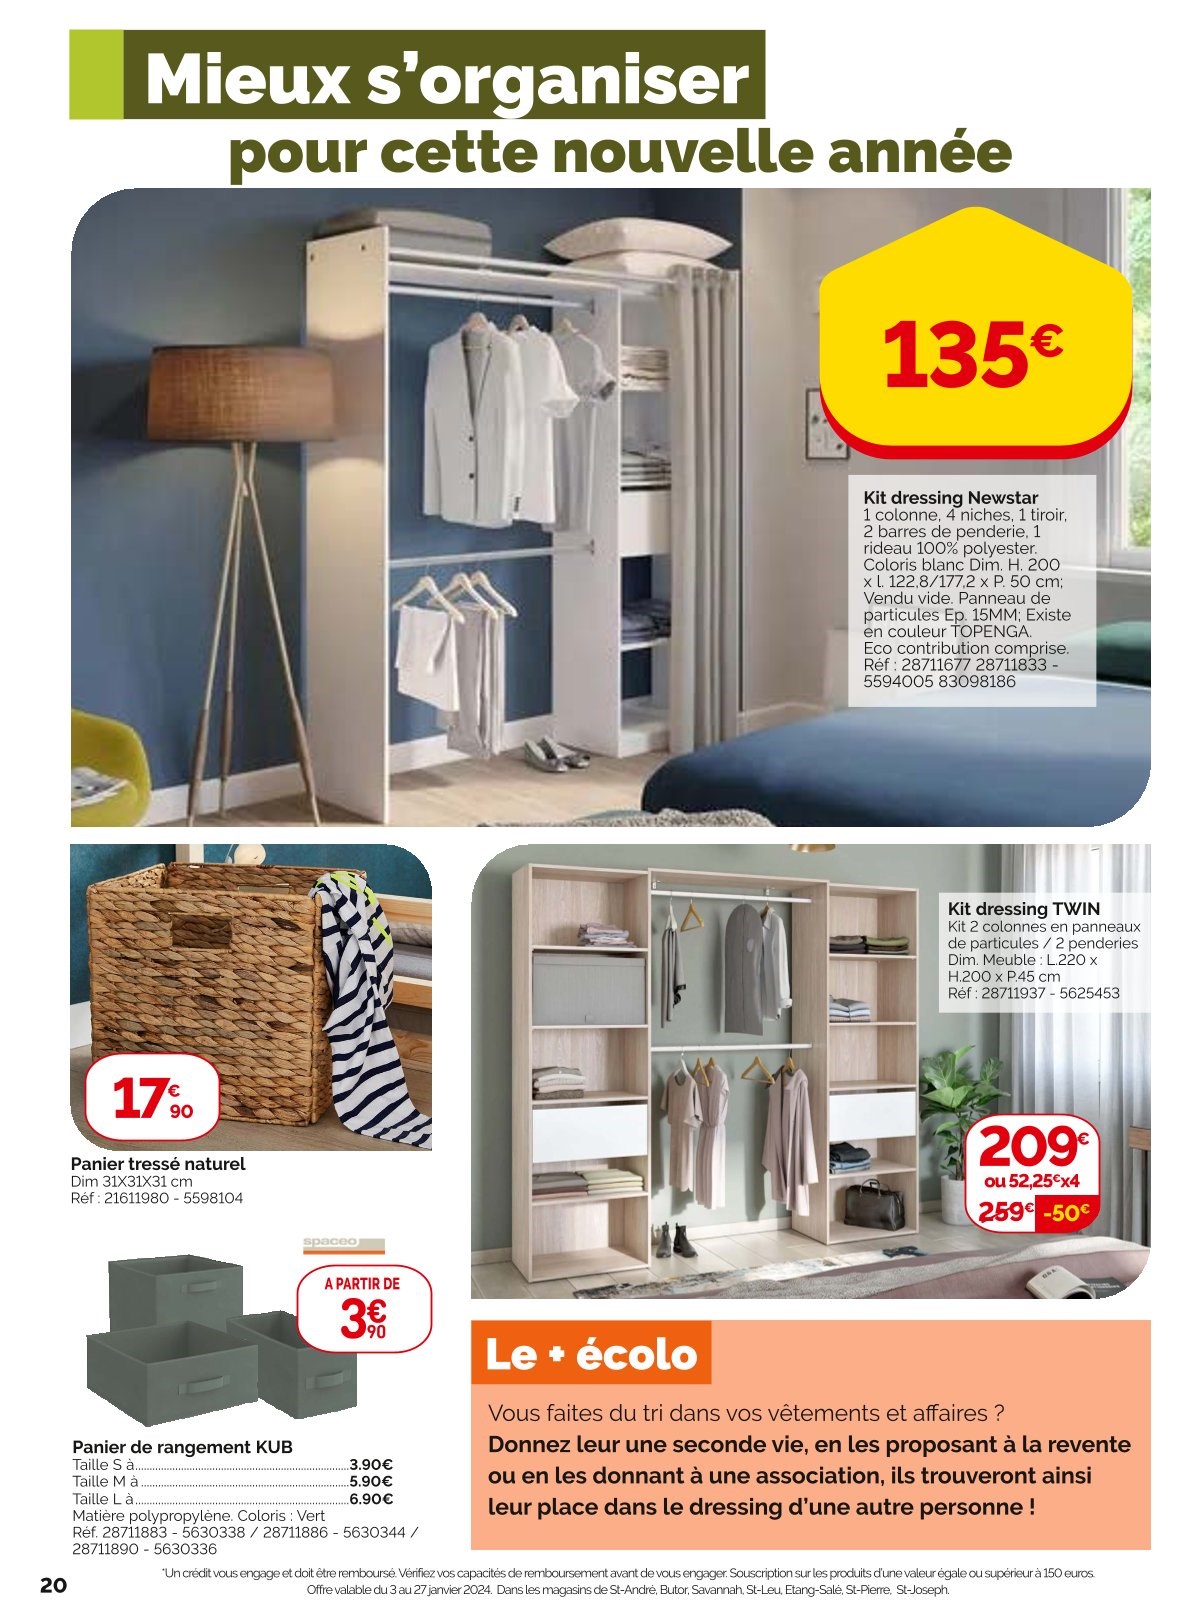 Mieux s'organiser
pour cette nouvelle année
135€
Kit dressing Newstar
1 colonne, 4 niches, 1 tiroir,
2 barres de penderie, 1
rideau 100% polyester.
Coloris blanc Dim. H. 200
x l. 122,8/177,2 x P. 50 cm;
Vendu vide. Panneau de
particules Ep. 15MM; Existe
en couleur TOPENGA.
Eco contribution comprise.
Réf : 28711677 28711833 -
5594005 83098186
17€90
Panier tressé naturel
Dim 31X31X31 cm
Réf : 21611980 - 5598104
Kit dressing TWIN
Kit 2 colonnes en panneaux
de particules / 2 penderies
Dim. Meuble : L.220 x
H.200 x P.45 cm
Réf : 28711937 - 5625453
209€
ou 52,25€x4
259€ -50€
spaceo
A PARTIR DE
3€90
Panier de rangement KUB
Taille S à..........3.90€
Taille M à..........5.90€
Taille L à..........6.90€
Matière polypropylène. Coloris : Vert
Réf. 28711883 - 5630338 / 28711886 - 5630344 /
28711890 - 5630336
Le + écolo
Vous faites du tri dans vos vêtements et affaires ?
Donnez leur une seconde vie, en les proposant à la revente
ou en les donnant à une association, ils trouveront ainsi
leur place dans le dressing d'une autre personne !
20
*Un crédit vous engage et doit être remboursé. Vérifiez vos capacités de remboursement avant de vous engager. Souscription sur les produits d'une valeur égale ou supérieur à 150 euros.
Offre valable du 3 au 27 janvier 2024. Dans les magasins de St-André, Butor, Savannah, St-Leu, Etang-Salé, St-Pierre, St-Joseph.